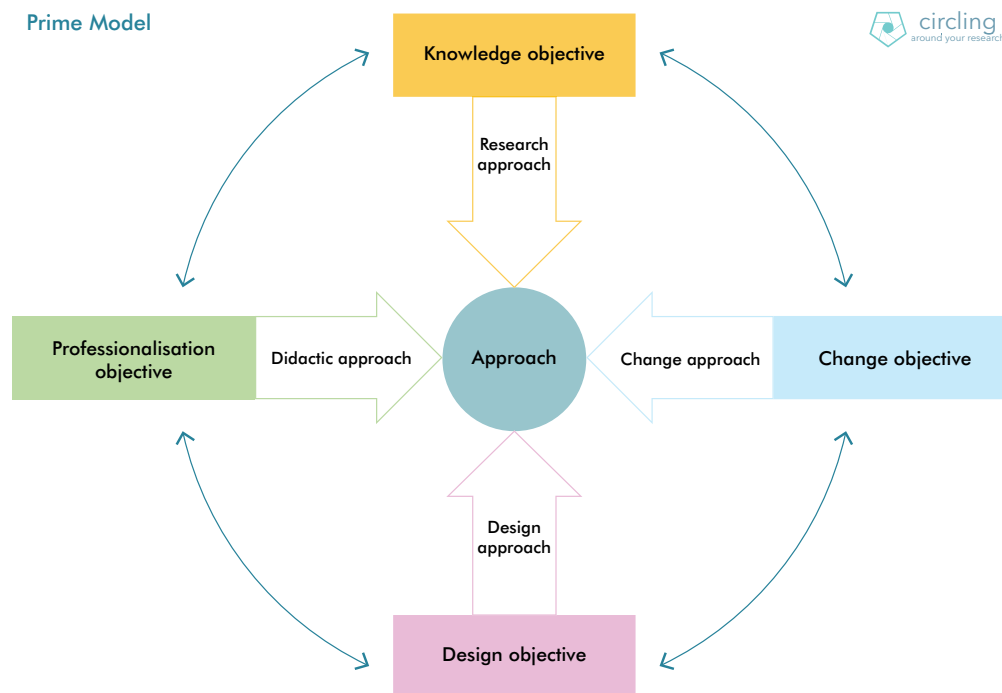 Prime Model
circling
around your research
Knowledge objective
Research
approach
Professionalisation
objective
Didactic approach
Approach
Change approach
Change objective
Design
approach
Design objective